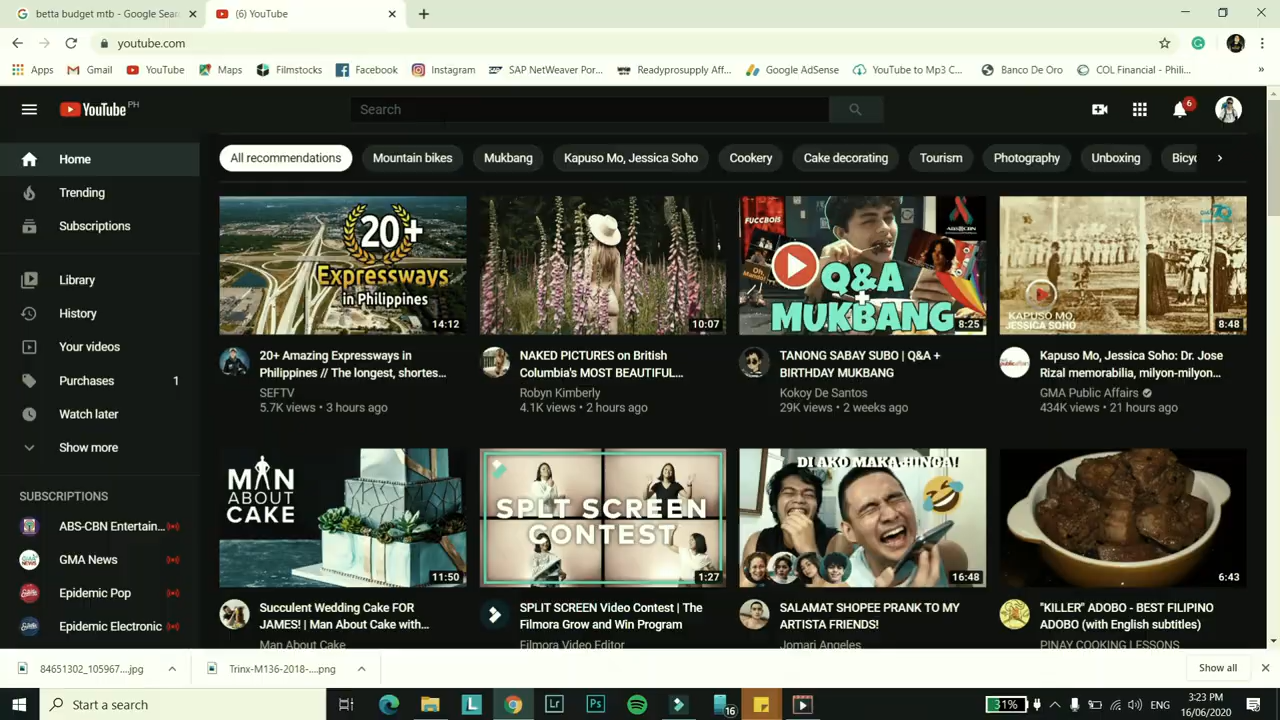 betta budget mtb - Google Sear
(6) YouTube
youtube.com
Apps
Gmail
YouTube
Maps
Filmstocks
Facebook
Instagram
SAP NetWeaver Por...
Readyprosupply Aff...
Google AdSense
YouTube to Mp3 C...
Banco De Oro
COL Financial - Phili...
YouTube PH
Search
6
Home
Trending
Subscriptions
Library
History
Your videos
Purchases 1
Watch later
Show more
SUBSCRIPTIONS
ABS-CBN Entertain...
GMA News
Epidemic Pop
Epidemic Electronic
All recommendations
Mountain bikes
Mukbang
Kapuso Mo, Jessica Soho
Cookery
Cake decorating
Tourism
Photography
Unboxing
Bicyc
20+
Expressways
in Philippines
14:12
20+ Amazing Expressways in
Philippines // The longest, shortes...
SEFTV
5.7K views • 3 hours ago
10:07
NAKED PICTURES on British
Columbia's MOST BEAUTIFUL...
Robyn Kimberly
4.1K views • 2 hours ago
FUCCBOIS
ABS-CBN
Q&A
+
MUKBANG
8:25
TANONG SABAY SUBO | Q&A +
BIRTHDAY MUKBANG
Kokoy De Santos
29K views • 2 weeks ago
KAPUSO MO,
JESSICA SOHO
8:48
Kapuso Mo, Jessica Soho: Dr. Jose
Rizal memorabilia, milyon-milyon...
GMA Public Affairs
434K views • 21 hours ago
MAN
ABOUT
CAKE
11:50
Succulent Wedding Cake FOR
JAMES! | Man About Cake with...
Man About Cake
SPLT SCREEN
CONTEST
1:27
SPLIT SCREEN Video Contest | The
Filmora Grow and Win Program
Filmora Video Editor
DI AKO MAKA HINGA!
16:48
SALAMAT SHOPEE PRANK TO MY
ARTISTA FRIENDS!
Jomari Angeles
6:43
"KILLER" ADOBO - BEST FILIPINO
ADOBO (with English subtitles)
PINAY COOKING LESSONS
84651302_105967....jpg
Trinx-M136-2018-....png
Show all
Start a search
L
Lr
Ps
16
31%
ENG
3:23 PM
16/06/2020